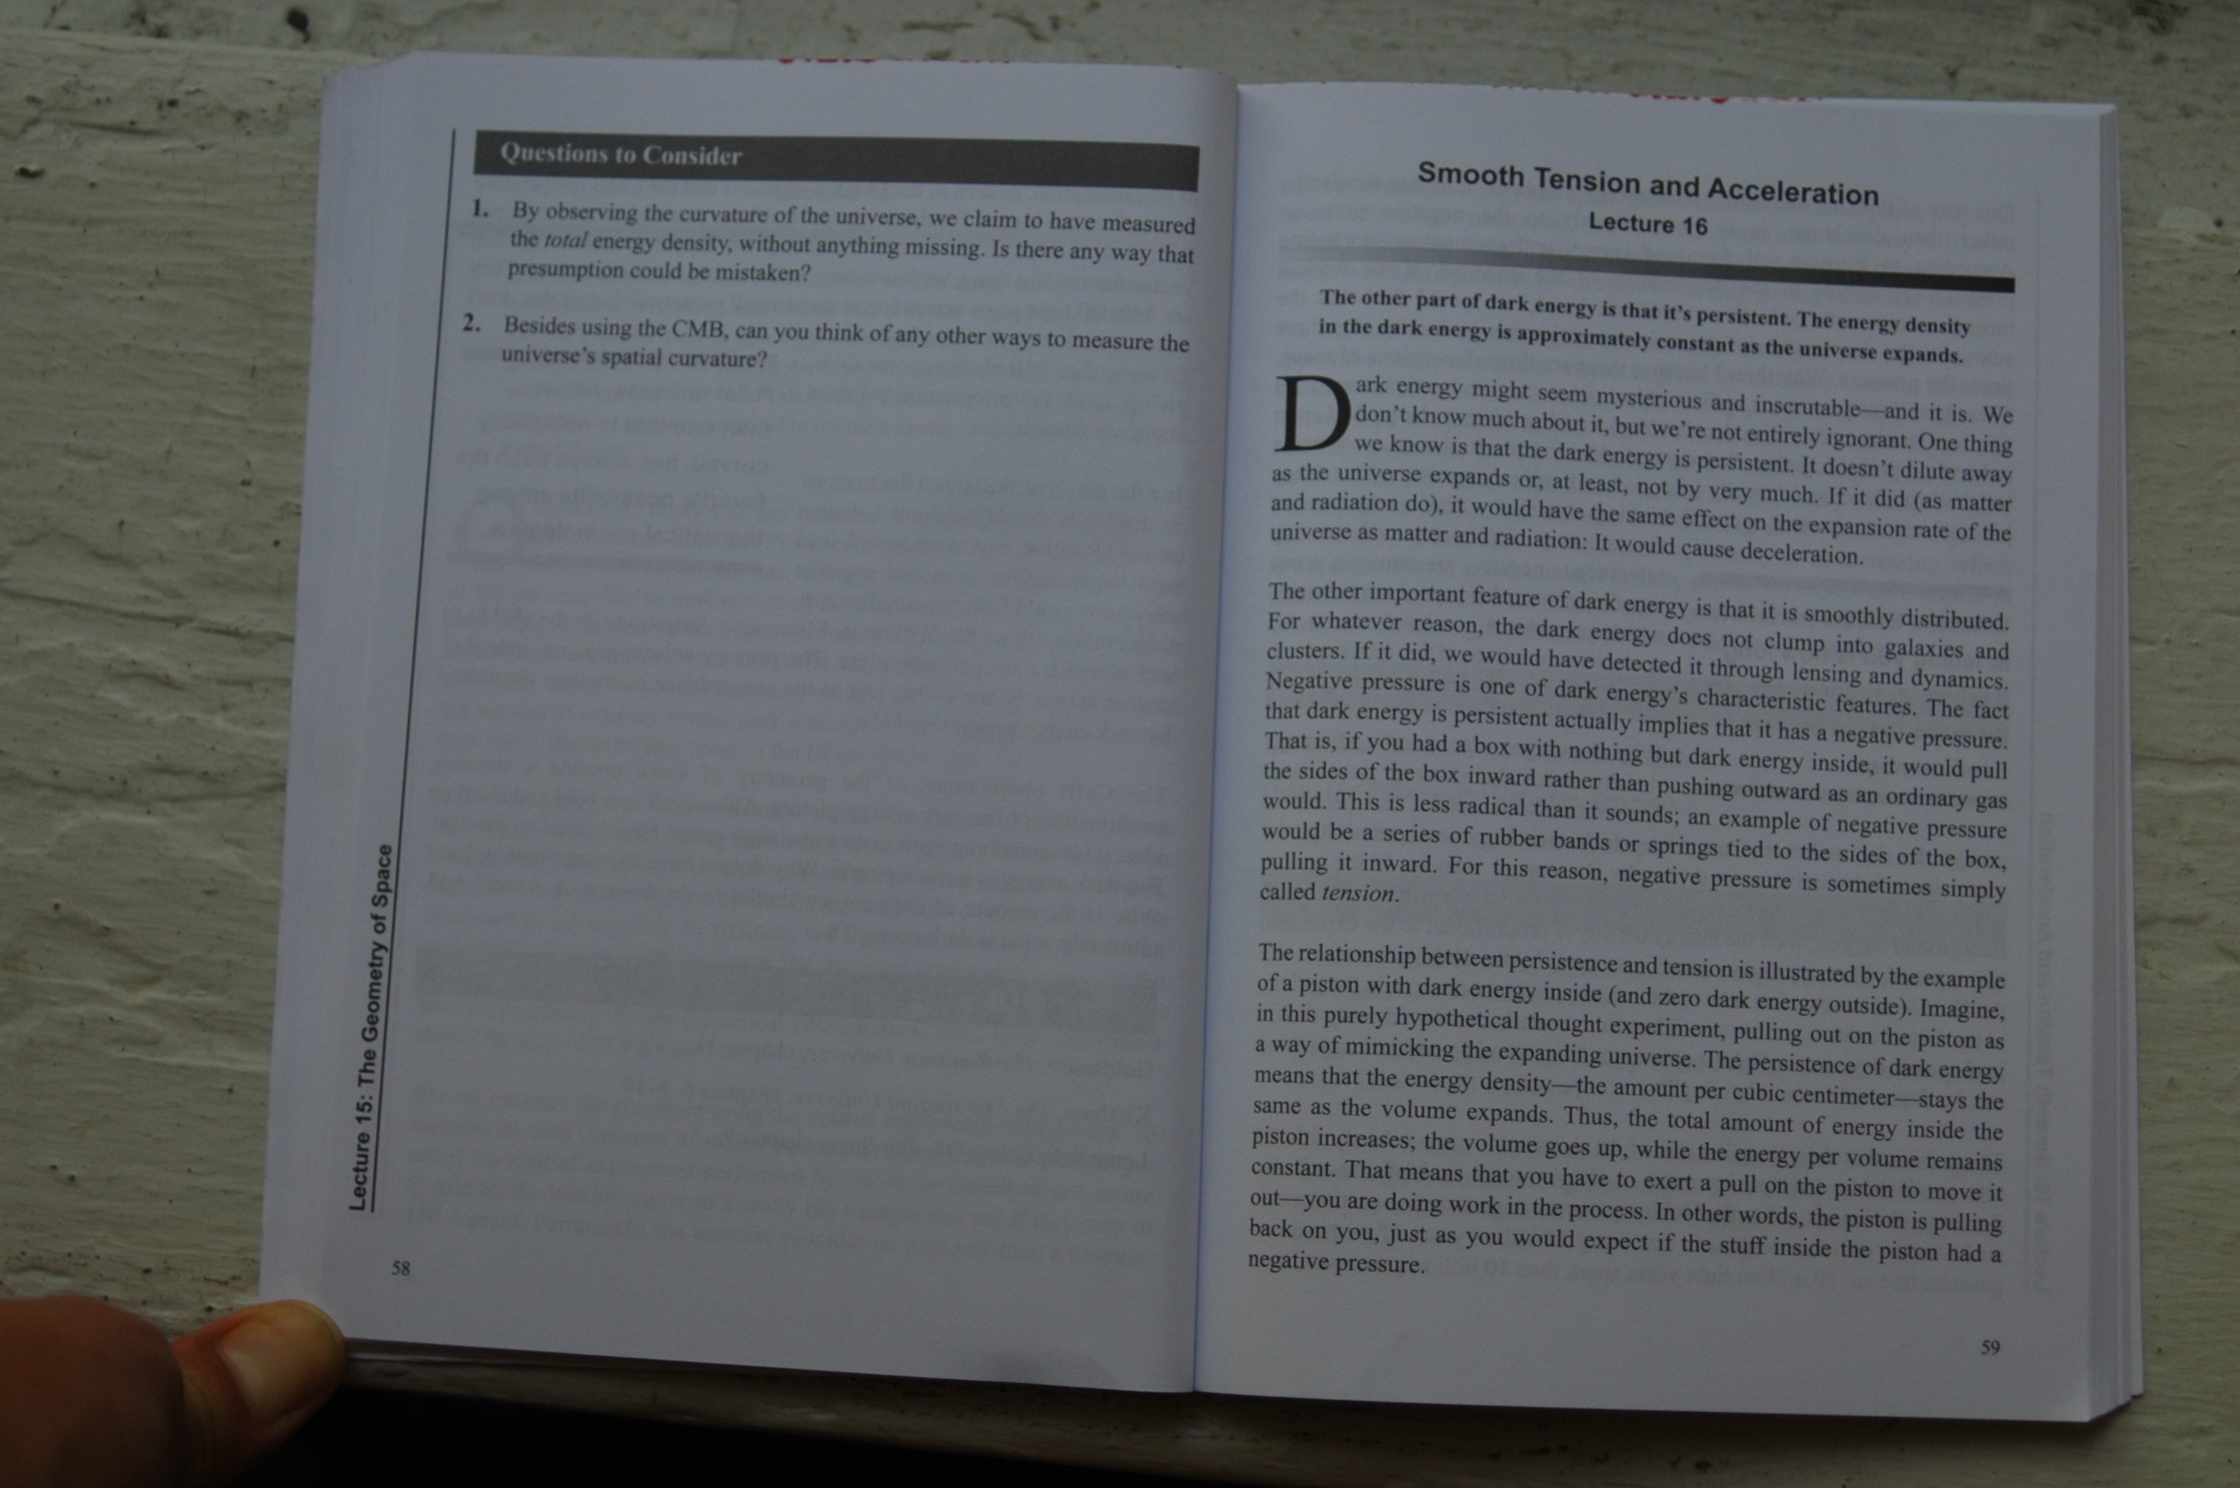 Questions to Consider
1. By observing the curvature of the universe, we claim to have measured
the total energy density, without anything missing. Is there any way that
presumption could be mistaken?
2. Besides using the CMB, can you think of any other ways to measure the
universe's spatial curvature?
Lecture 15: The Geometry of Space
58
Smooth Tension and Acceleration
Lecture 16
The other part of dark energy is that it's persistent. The energy density
in the dark energy is approximately constant as the universe expands.
Dark energy might seem mysterious and inscrutable—and it is. We
don't know much about it, but we're not entirely ignorant. One thing
we know is that the dark energy is persistent. It doesn't dilute away
as the universe expands or, at least, not by very much. If it did (as matter
and radiation do), it would have the same effect on the expansion rate of the
universe as matter and radiation: It would cause deceleration.
The other important feature of dark energy is that it is smoothly distributed.
For whatever reason, the dark energy does not clump into galaxies and
clusters. If it did, we would have detected it through lensing and dynamics.
Negative pressure is one of dark energy's characteristic features. The fact
that dark energy is persistent actually implies that it has a negative pressure.
That is, if you had a box with nothing but dark energy inside, it would pull
the sides of the box inward rather than pushing outward as an ordinary gas
would. This is less radical than it sounds; an example of negative pressure
would be a series of rubber bands or springs tied to the sides of the box,
pulling it inward. For this reason, negative pressure is sometimes simply
called tension.
The relationship between persistence and tension is illustrated by the example
of a piston with dark energy inside (and zero dark energy outside). Imagine,
in this purely hypothetical thought experiment, pulling out on the piston as
a way of mimicking the expanding universe. The persistence of dark energy
means that the energy density—the amount per cubic centimeter—stays the
same as the volume expands. Thus, the total amount of energy inside the
piston increases; the volume goes up, while the energy per volume remains
constant. That means that you have to exert a pull on the piston to move it
out—you are doing work in the process. In other words, the piston is pulling
back on you, just as you would expect if the stuff inside the piston had a
negative pressure.
59